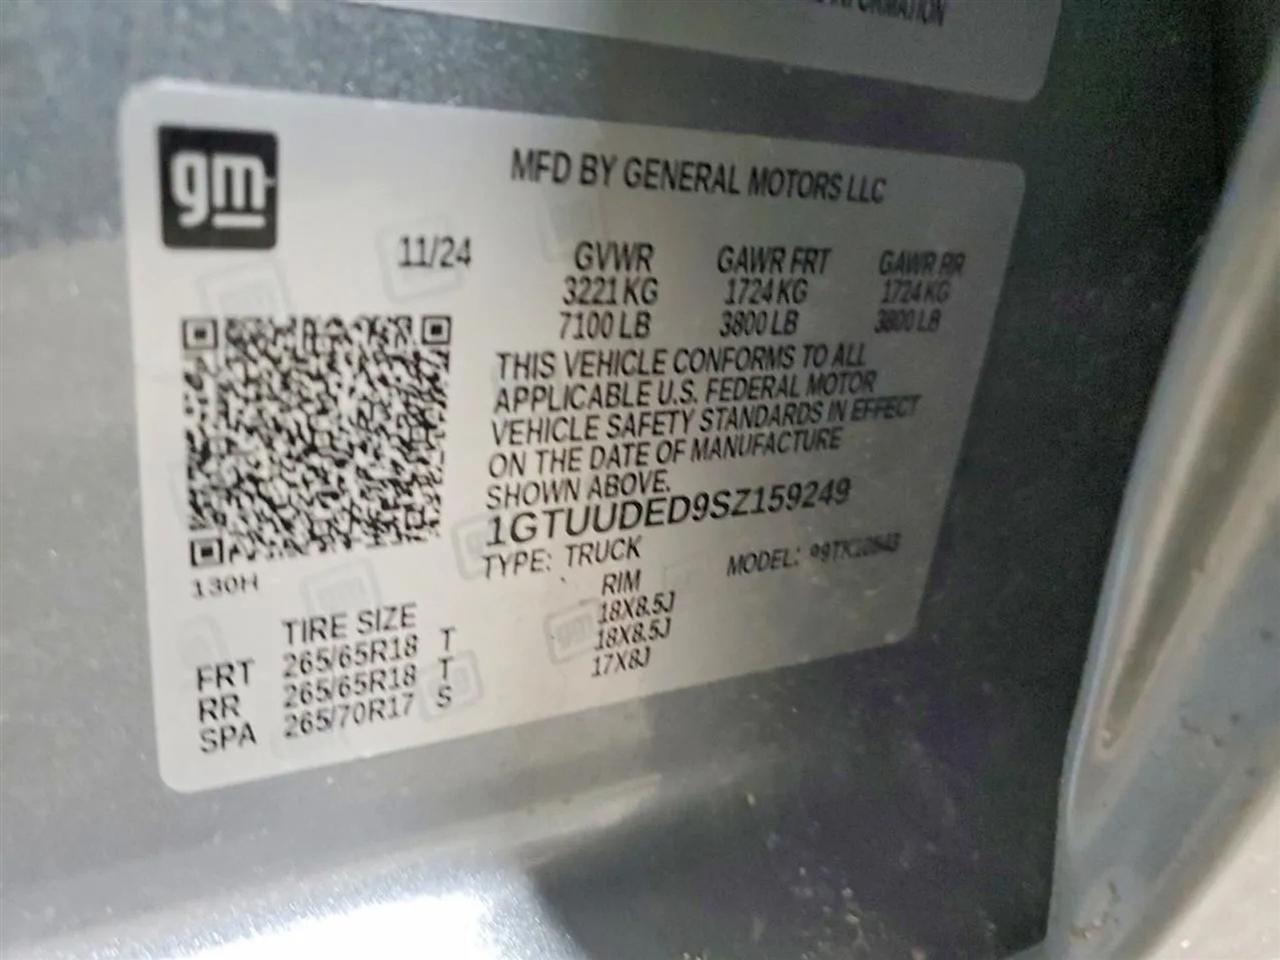 INFORMATION
gm
MFD BY GENERAL MOTORS LLC
11/24 GVWR GAWR FRT GAWR RR
3221 KG 1724 KG 1724 KG
7100 LB 3800 LB 3800 LB
THIS VEHICLE CONFORMS TO ALL
APPLICABLE U.S. FEDERAL MOTOR
VEHICLE SAFETY STANDARDS IN EFFECT
ON THE DATE OF MANUFACTURE
SHOWN ABOVE.
1GTUUDED9SZ159249
TYPE: TRUCK MODEL:
130H
TIRE SIZE RIM
FRT 265/65R18 T 18X8.5J
RR 265/65R18 T 18X8.5J
SPA 265/70R17 S 17X8J